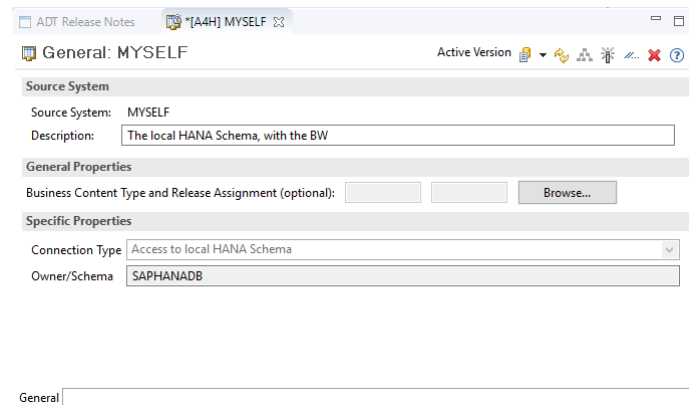 ADT Release Notes
*[A4H] MYSELF
General: MYSELF
Active Version
Source System
Source System: MYSELF
Description: The local HANA Schema, with the BW
General Properties
Business Content Type and Release Assignment (optional): Browse...
Specific Properties
Connection Type Access to local HANA Schema
Owner/Schema SAPHANADB
General